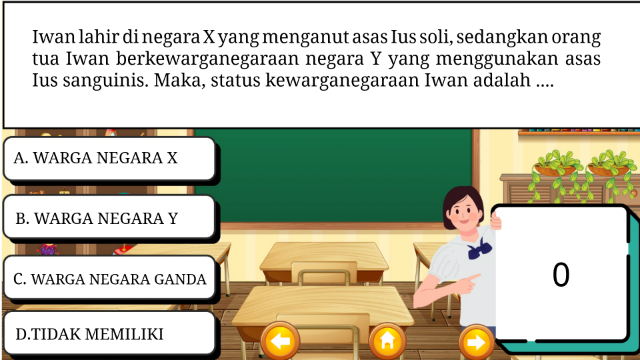 Iwan lahir di negara X yang menganut asas Ius soli, sedangkan orang
tua Iwan berkewarganegaraan negara Y yang menggunakan asas
Ius sanguinis. Maka, status kewarganegaraan Iwan adalah ....
A. WARGA NEGARA X
B. WARGA NEGARA Y
C. WARGA NEGARA GANDA
D.TIDAK MEMILIKI
0